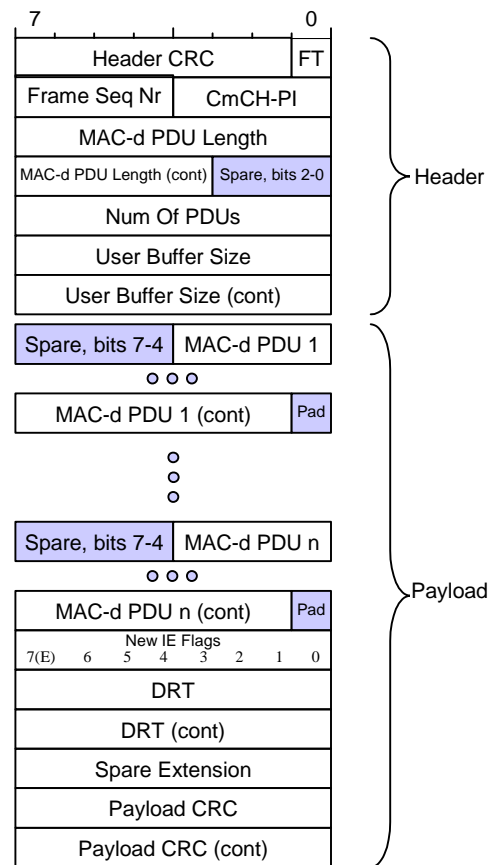 7 0
Header CRC FT
Frame Seq Nr CmCH-PI
MAC-d PDU Length
MAC-d PDU Length (cont) Spare, bits 2-0
Num Of PDUs
User Buffer Size
User Buffer Size (cont)
Header
Spare, bits 7-4 MAC-d PDU 1
MAC-d PDU 1 (cont) Pad
Spare, bits 7-4 MAC-d PDU n
MAC-d PDU n (cont) Pad
Payload
New IE Flags
7(E) 6 5 4 3 2 1 0
DRT
DRT (cont)
Spare Extension
Payload CRC
Payload CRC (cont)